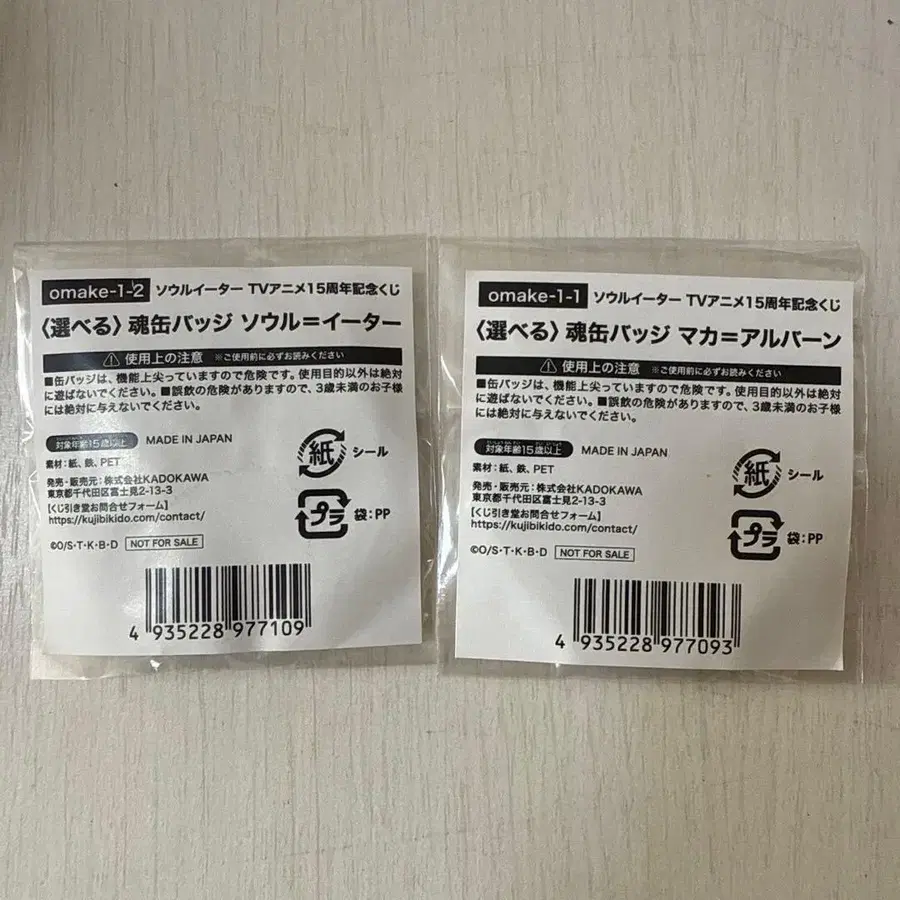 omake-1-2 ソウルイーター TVアニメ15周年記念くじ
〈選べる〉魂缶バッジ ソウル＝イーター
⚠ 使用上の注意 ※ご使用前に必ずお読みください
■缶バッジは、機能上尖っていますので危険です。使用目的以外は絶対
に遊ばないでください。■誤飲の危険がありますので、3歳未満のお子様
には絶対に与えないでください。
対象年齢15歳以上 MADE IN JAPAN
素材：紙、鉄、PET
発売・販売元：株式会社KADOKAWA
東京都千代田区富士見2-13-3
【くじ引き堂お問合せフォーム】
https://kujibikido.com/contact/
©O/S・T・K・B・D NOT FOR SALE
紙 シール
プラ 袋：PP
4 935228 977109
omake-1-1 ソウルイーター TVアニメ15周年記念くじ
〈選べる〉魂缶バッジ マカ＝アルバーン
⚠ 使用上の注意 ※ご使用前に必ずお読みください
■缶バッジは、機能上尖っていますので危険です。使用目的以外は絶対
に遊ばないでください。■誤飲の危険がありますので、3歳未満のお子様
には絶対に与えないでください。
対象年齢15歳以上 MADE IN JAPAN
素材：紙、鉄、PET
発売・販売元：株式会社KADOKAWA
東京都千代田区富士見2-13-3
【くじ引き堂お問合せフォーム】
https://kujibikido.com/contact/
©O/S・T・K・B・D NOT FOR SALE
紙 シール
プラ 袋：PP
4 935228 977093